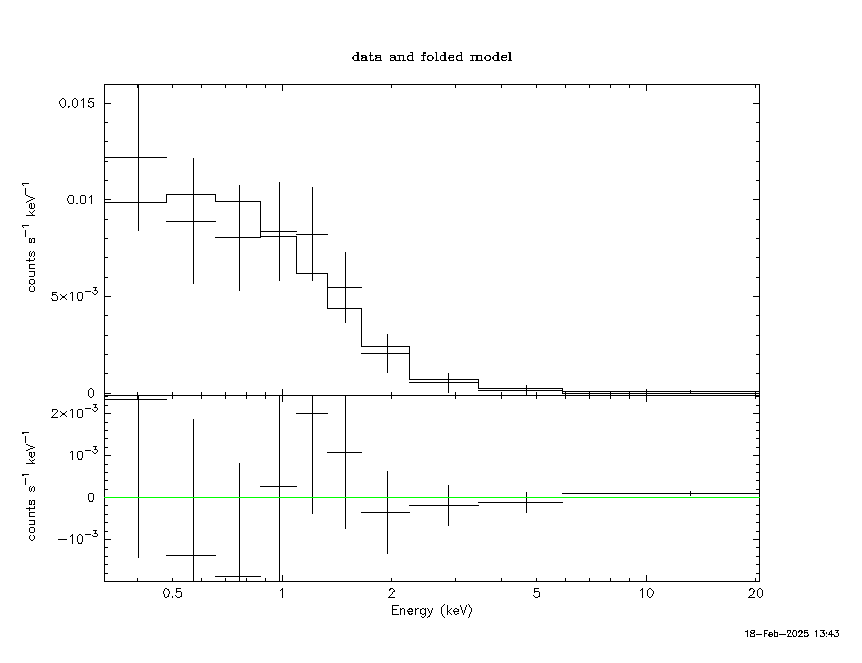 data and folded model
0.015
0.01
5×10⁻³
0
counts s⁻¹ keV⁻¹
2×10⁻³
10⁻³
0
−10⁻³
counts s⁻¹ keV⁻¹
0.5 1 2 5 10 20
Energy (keV)
18−Feb−2025 13:43